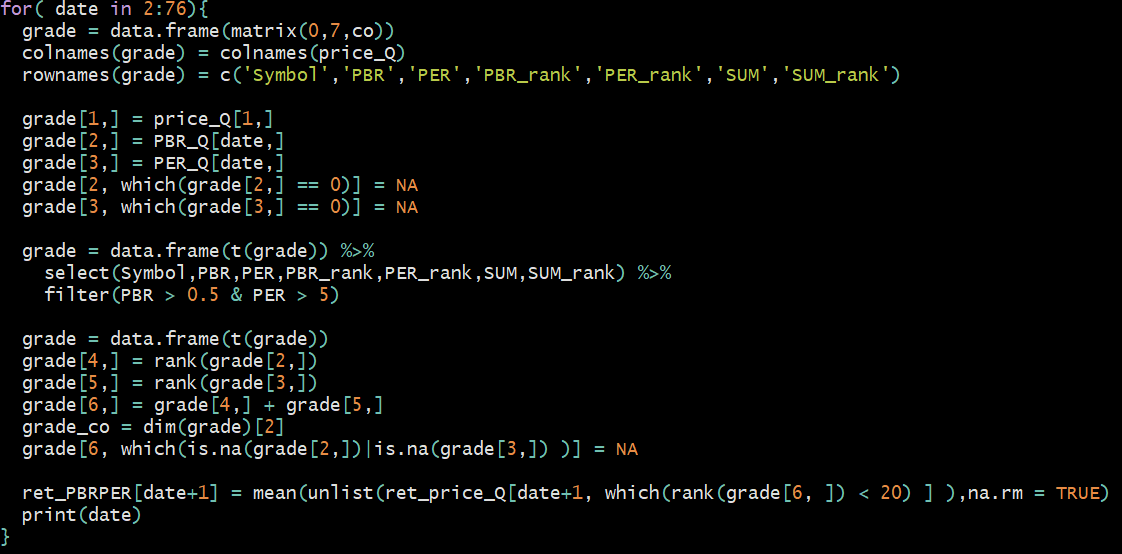 for( date in 2:76){
  grade = data.frame(matrix(0,7,co))
  colnames(grade) = colnames(price_Q)
  rownames(grade) = c('Symbol','PBR','PER','PBR_rank','PER_rank','SUM','SUM_rank')
  grade[1,] = price_Q[1,]
  grade[2,] = PBR_Q[date,]
  grade[3,] = PER_Q[date,]
  grade[2, which(grade[2,] == 0)] = NA
  grade[3, which(grade[3,] == 0)] = NA
  grade = data.frame(t(grade)) %>%
    select(Symbol,PBR,PER,PBR_rank,PER_rank,SUM,SUM_rank) %>%
    filter(PBR > 0.5 & PER > 5)
  grade = data.frame(t(grade))
  grade[4,] = rank(grade[2,])
  grade[5,] = rank(grade[3,])
  grade[6,] = grade[4,] + grade[5,]
  grade_co = dim(grade)[2]
  grade[6, which(is.na(grade[2,])|is.na(grade[3,]) )] = NA
  ret_PBRPER[date+1] = mean(unlist(ret_price_Q[date+1, which(rank(grade[6, ]) < 20) ] ),na.rm = TRUE)
  print(date)
}